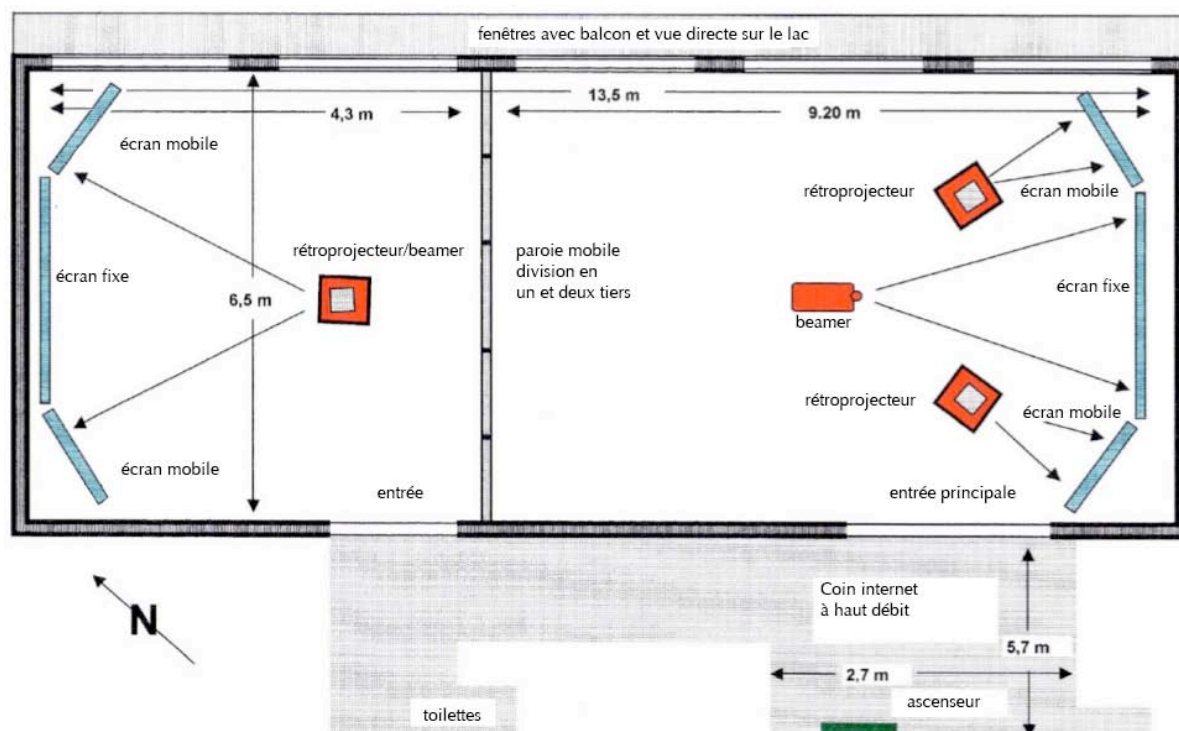 fenêtres avec balcon et vue directe sur le lac
13,5 m
4,3 m
9.20 m
écran mobile
rétroprojecteur
écran mobile
rétroprojecteur/beamer
paroie mobile
division en
un et deux tiers
écran fixe
6,5 m
écran fixe
beamer
rétroprojecteur
écran mobile
écran mobile
entrée
entrée principale
N
Coin internet
à haut débit
5,7 m
2,7 m
ascenseur
toilettes